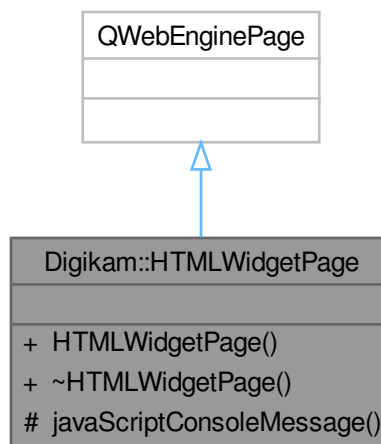 QWebEnginePage
Digikam::HTMLWidgetPage
+ HTMLWidgetPage()
+ ~HTMLWidgetPage()
# javaScriptConsoleMessage()